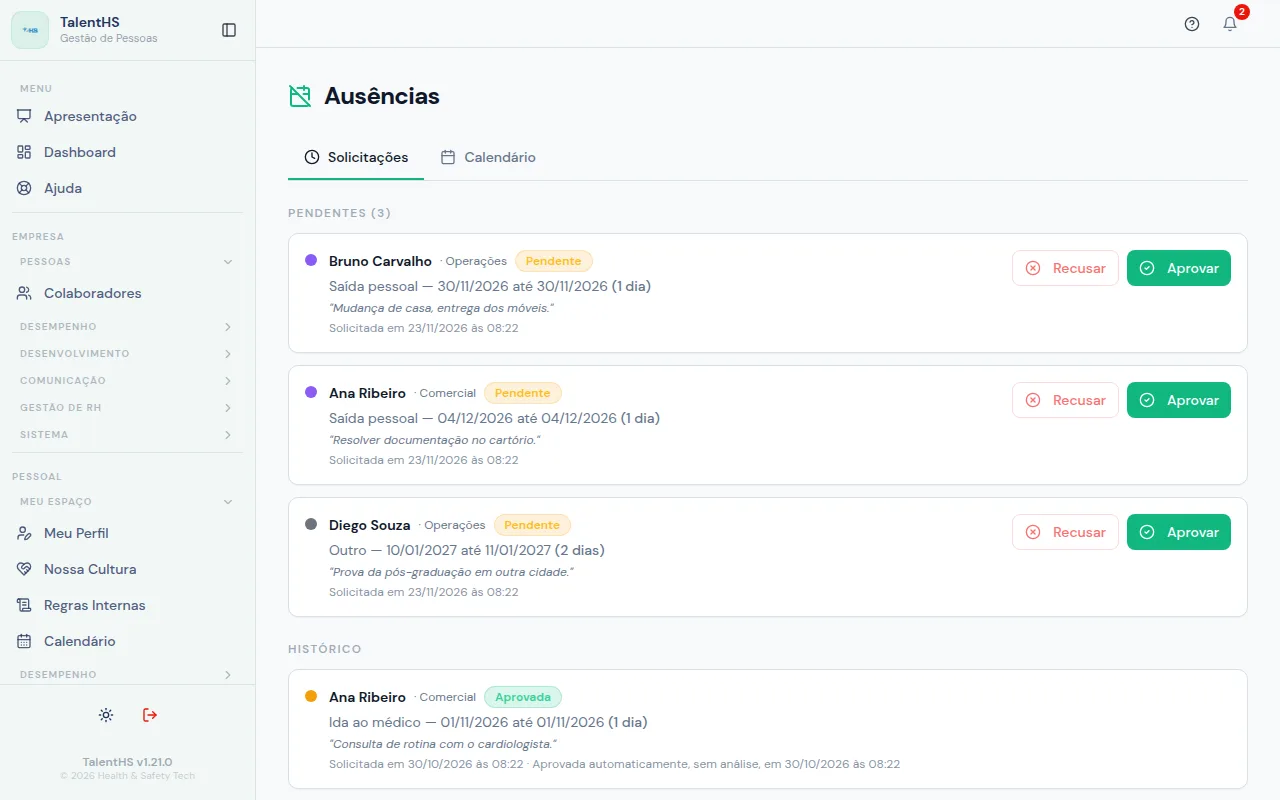 TalentHS
Gestão de Pessoas
2
MENU
Apresentação
Dashboard
Ajuda
EMPRESA
PESSOAS
Colaboradores
DESEMPENHO
DESENVOLVIMENTO
COMUNICAÇÃO
GESTÃO DE RH
SISTEMA
PESSOAL
MEU ESPAÇO
Meu Perfil
Nossa Cultura
Regras Internas
Calendário
DESEMPENHO
TalentHS v1.21.0
© 2026 Health & Safety Tech
Ausências
Solicitações Calendário
PENDENTES (3)
Bruno Carvalho · Operações Pendente
Saída pessoal — 30/11/2026 até 30/11/2026 (1 dia)
"Mudança de casa, entrega dos móveis."
Solicitada em 23/11/2026 às 08:22
Recusar Aprovar
Ana Ribeiro · Comercial Pendente
Saída pessoal — 04/12/2026 até 04/12/2026 (1 dia)
"Resolver documentação no cartório."
Solicitada em 23/11/2026 às 08:22
Recusar Aprovar
Diego Souza · Operações Pendente
Outro — 10/01/2027 até 11/01/2027 (2 dias)
"Prova da pós-graduação em outra cidade."
Solicitada em 23/11/2026 às 08:22
Recusar Aprovar
HISTÓRICO
Ana Ribeiro · Comercial Aprovada
Ida ao médico — 01/11/2026 até 01/11/2026 (1 dia)
"Consulta de rotina com o cardiologista."
Solicitada em 30/10/2026 às 08:22 · Aprovada automaticamente, sem análise, em 30/10/2026 às 08:22